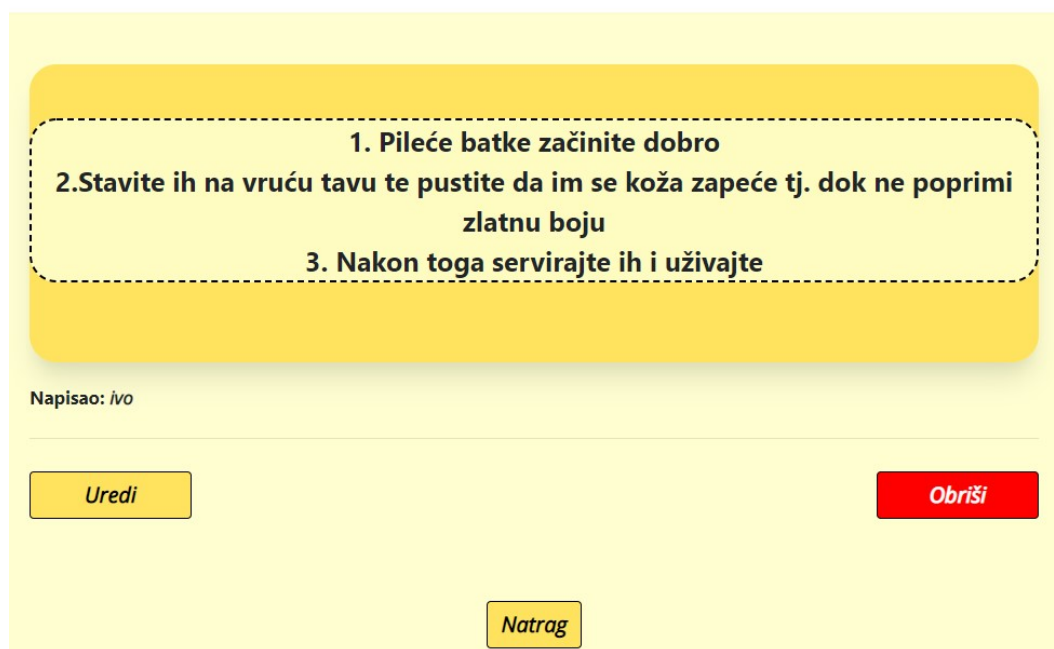 1. Pileće batke začinite dobro
2.Stavite ih na vruću tavu te pustite da im se koža zapeće tj. dok ne poprimi
zlatnu boju
3. Nakon toga servirajte ih i uživajte
Napisao: ivo
Uredi
Obriši
Natrag